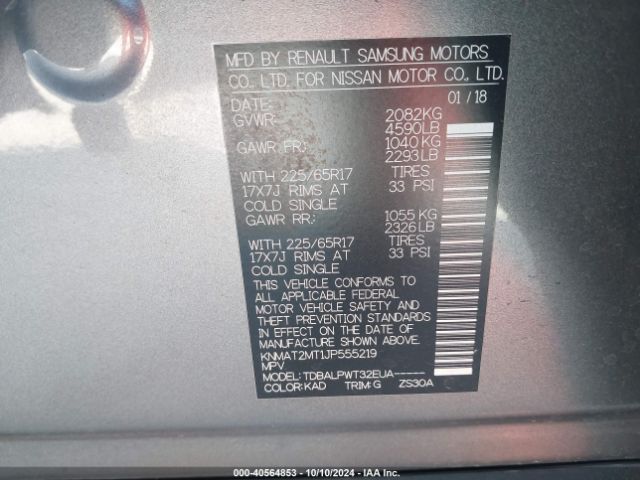 MFD BY RENAULT SAMSUNG MOTORS
CO., LTD. FOR NISSAN MOTOR CO., LTD.
DATE: 01 / 18
GVWR: 2082KG
4590LB
GAWR FR: 1040 KG
2293LB
WITH 225/65R17 TIRES
17X7J RIMS AT 33 PSI
COLD SINGLE
GAWR RR: 1055 KG
2326LB
WITH 225/65R17 TIRES
17X7J RIMS AT 33 PSI
COLD SINGLE
THIS VEHICLE CONFORMS TO
ALL APPLICABLE FEDERAL
MOTOR VEHICLE SAFETY AND
THEFT PREVENTION STANDARDS
IN EFFECT ON THE DATE OF
MANUFACTURE SHOWN ABOVE.
KNMAT2MT1JP555219
MPV
MODEL: TDBALPWT32EUA-----
COLOR: KAD TRIM: G ZS30A
000-40564853 - 10/10/2024 - IAA Inc.